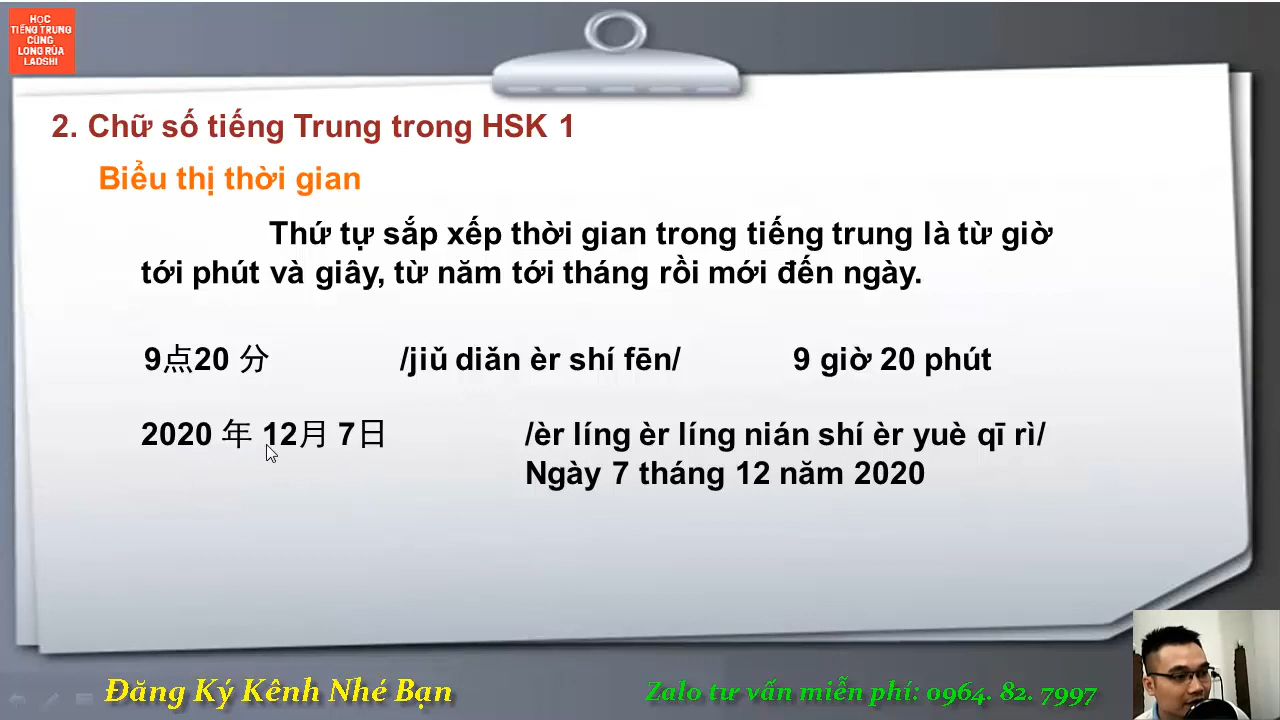 HỌC
TIẾNG TRUNG
CÙNG
LONG RÙA
LAOSHI
2. Chữ số tiếng Trung trong HSK 1
Biểu thị thời gian
Thứ tự sắp xếp thời gian trong tiếng trung là từ giờ
tới phút và giây, từ năm tới tháng rồi mới đến ngày.
9点20 分 /jiǔ diǎn èr shí fēn/ 9 giờ 20 phút
2020 年 12月 7日 /èr líng èr líng nián shí èr yuè qī rì/
Ngày 7 tháng 12 năm 2020
Đăng Ký Kênh Nhé Bạn Zalo tư vấn miễn phí: 0964. 82. 7997